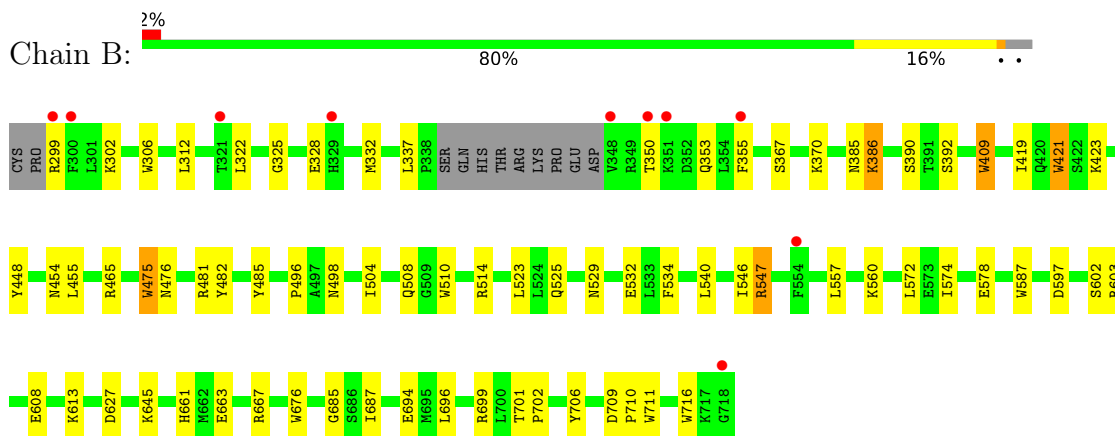 2%
Chain B:
80% 16% • •
CYS PRO R299 F300 L301 K302 W306 L312 T321 L322 G325 E328 H329 M332 L337 P338 SER GLN HIS THR ARG LYS PRO GLU ASP V348 R349 T350 K351 D352 Q353 L354 F355 S367 K370 N385 K386 S390 T391 S392 W409 I419 Q420 W421 S422 K423
Y448 N454 L455 R465 W475 N476 R481 Y482 Y485 P496 A497 N498 I504 Q508 G509 W510 R514 L523 L524 Q525 N529 E532 L533 F534 L540 I546 R547 F554 L557 K560 L572 E573 I574 E578 W587 D597 S602
E608 K613 D627 K645 H661 M662 E663 R667 W676 G685 S686 I687 E694 M695 L696 R699 L700 T701 P702 Y706 D709 P710 W711 W716 K717 G718